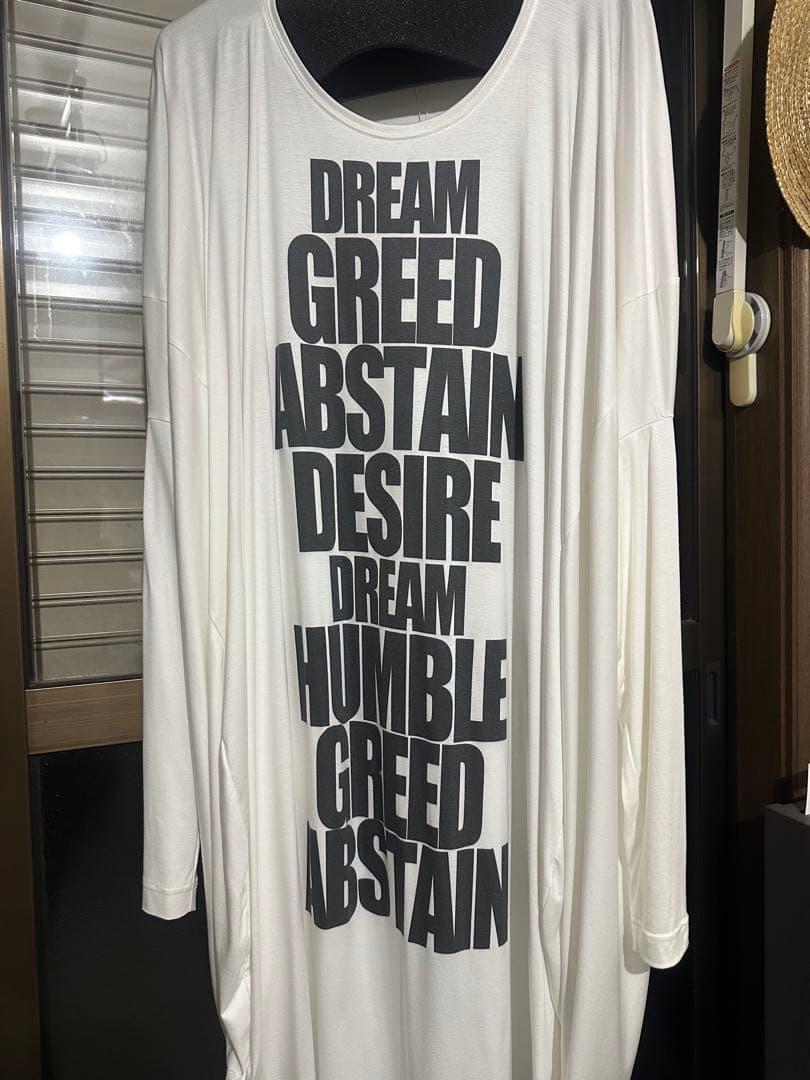 DREAM
GREED
ABSTAIN
DESIRE
DREAM
HUMBLE
GREED
ABSTAIN